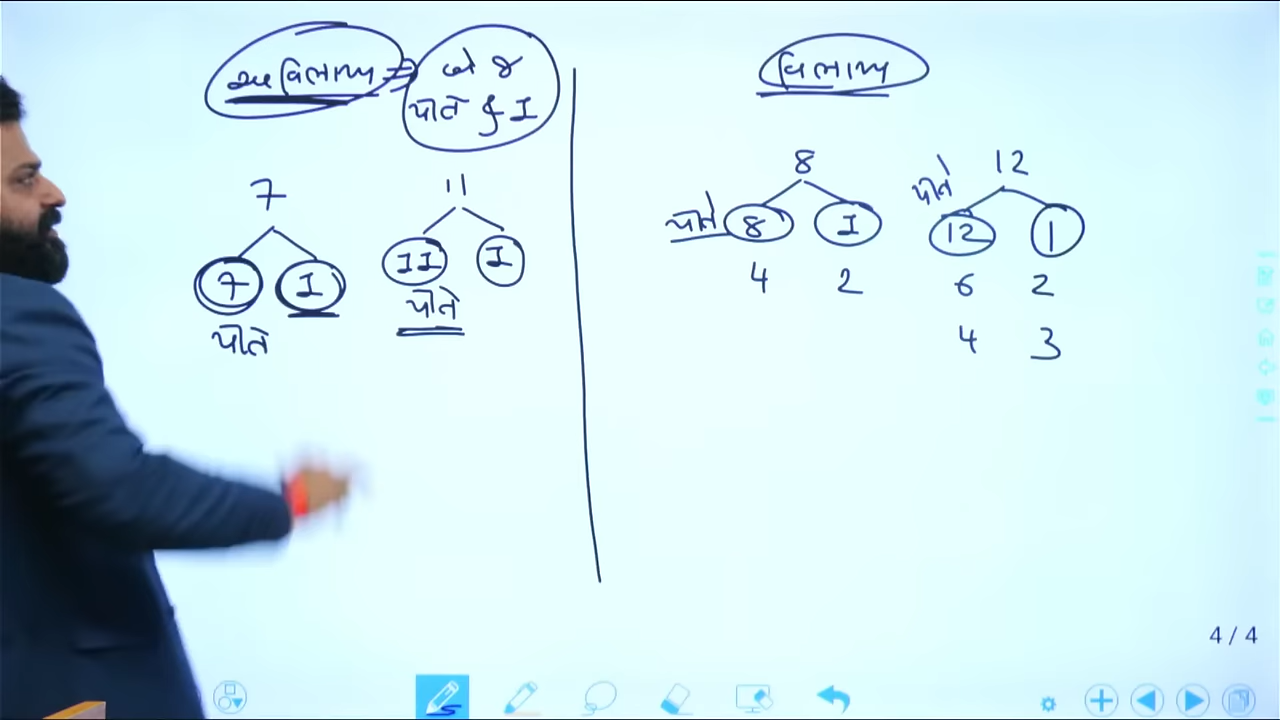 અવિભાજ્ય = બે જ
પોતે ને 1
7
7 1
પોતે
11
11 1
પોતે
વિભાજ્ય
8
પોતે 8 1
4 2
12
પોતે 12 1
6 2
4 3
4 / 4